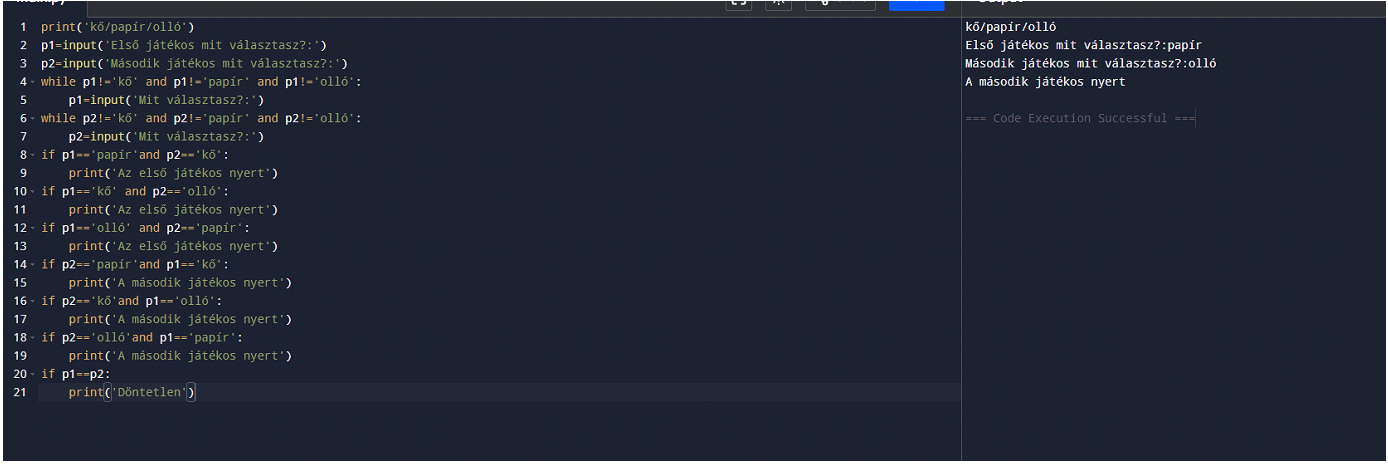 1 print('kő/papír/olló')
2 p1=input('Első játékos mit választasz?:')
3 p2=input('Második játékos mit választasz?:')
4 while p1!='kő' and p1!='papír' and p1!='olló':
5     p1=input('Mit választasz?:')
6 while p2!='kő' and p2!='papír' and p2!='olló':
7     p2=input('Mit választasz?:')
8 if p1=='papír'and p2=='kő':
9     print('Az első játékos nyert')
10 if p1=='kő' and p2=='olló':
11     print('Az első játékos nyert')
12 if p1=='olló' and p2=='papír':
13     print('Az első játékos nyert')
14 if p2=='papír'and p1=='kő':
15     print('A második játékos nyert')
16 if p2=='kő'and p1=='olló':
17     print('A második játékos nyert')
18 if p2=='olló'and p1=='papír':
19     print('A második játékos nyert')
20 if p1==p2:
21     print('Döntetlen')
kő/papír/olló
Első játékos mit választasz?:papír
Második játékos mit választasz?:olló
A második játékos nyert
=== Code Execution Successful ===